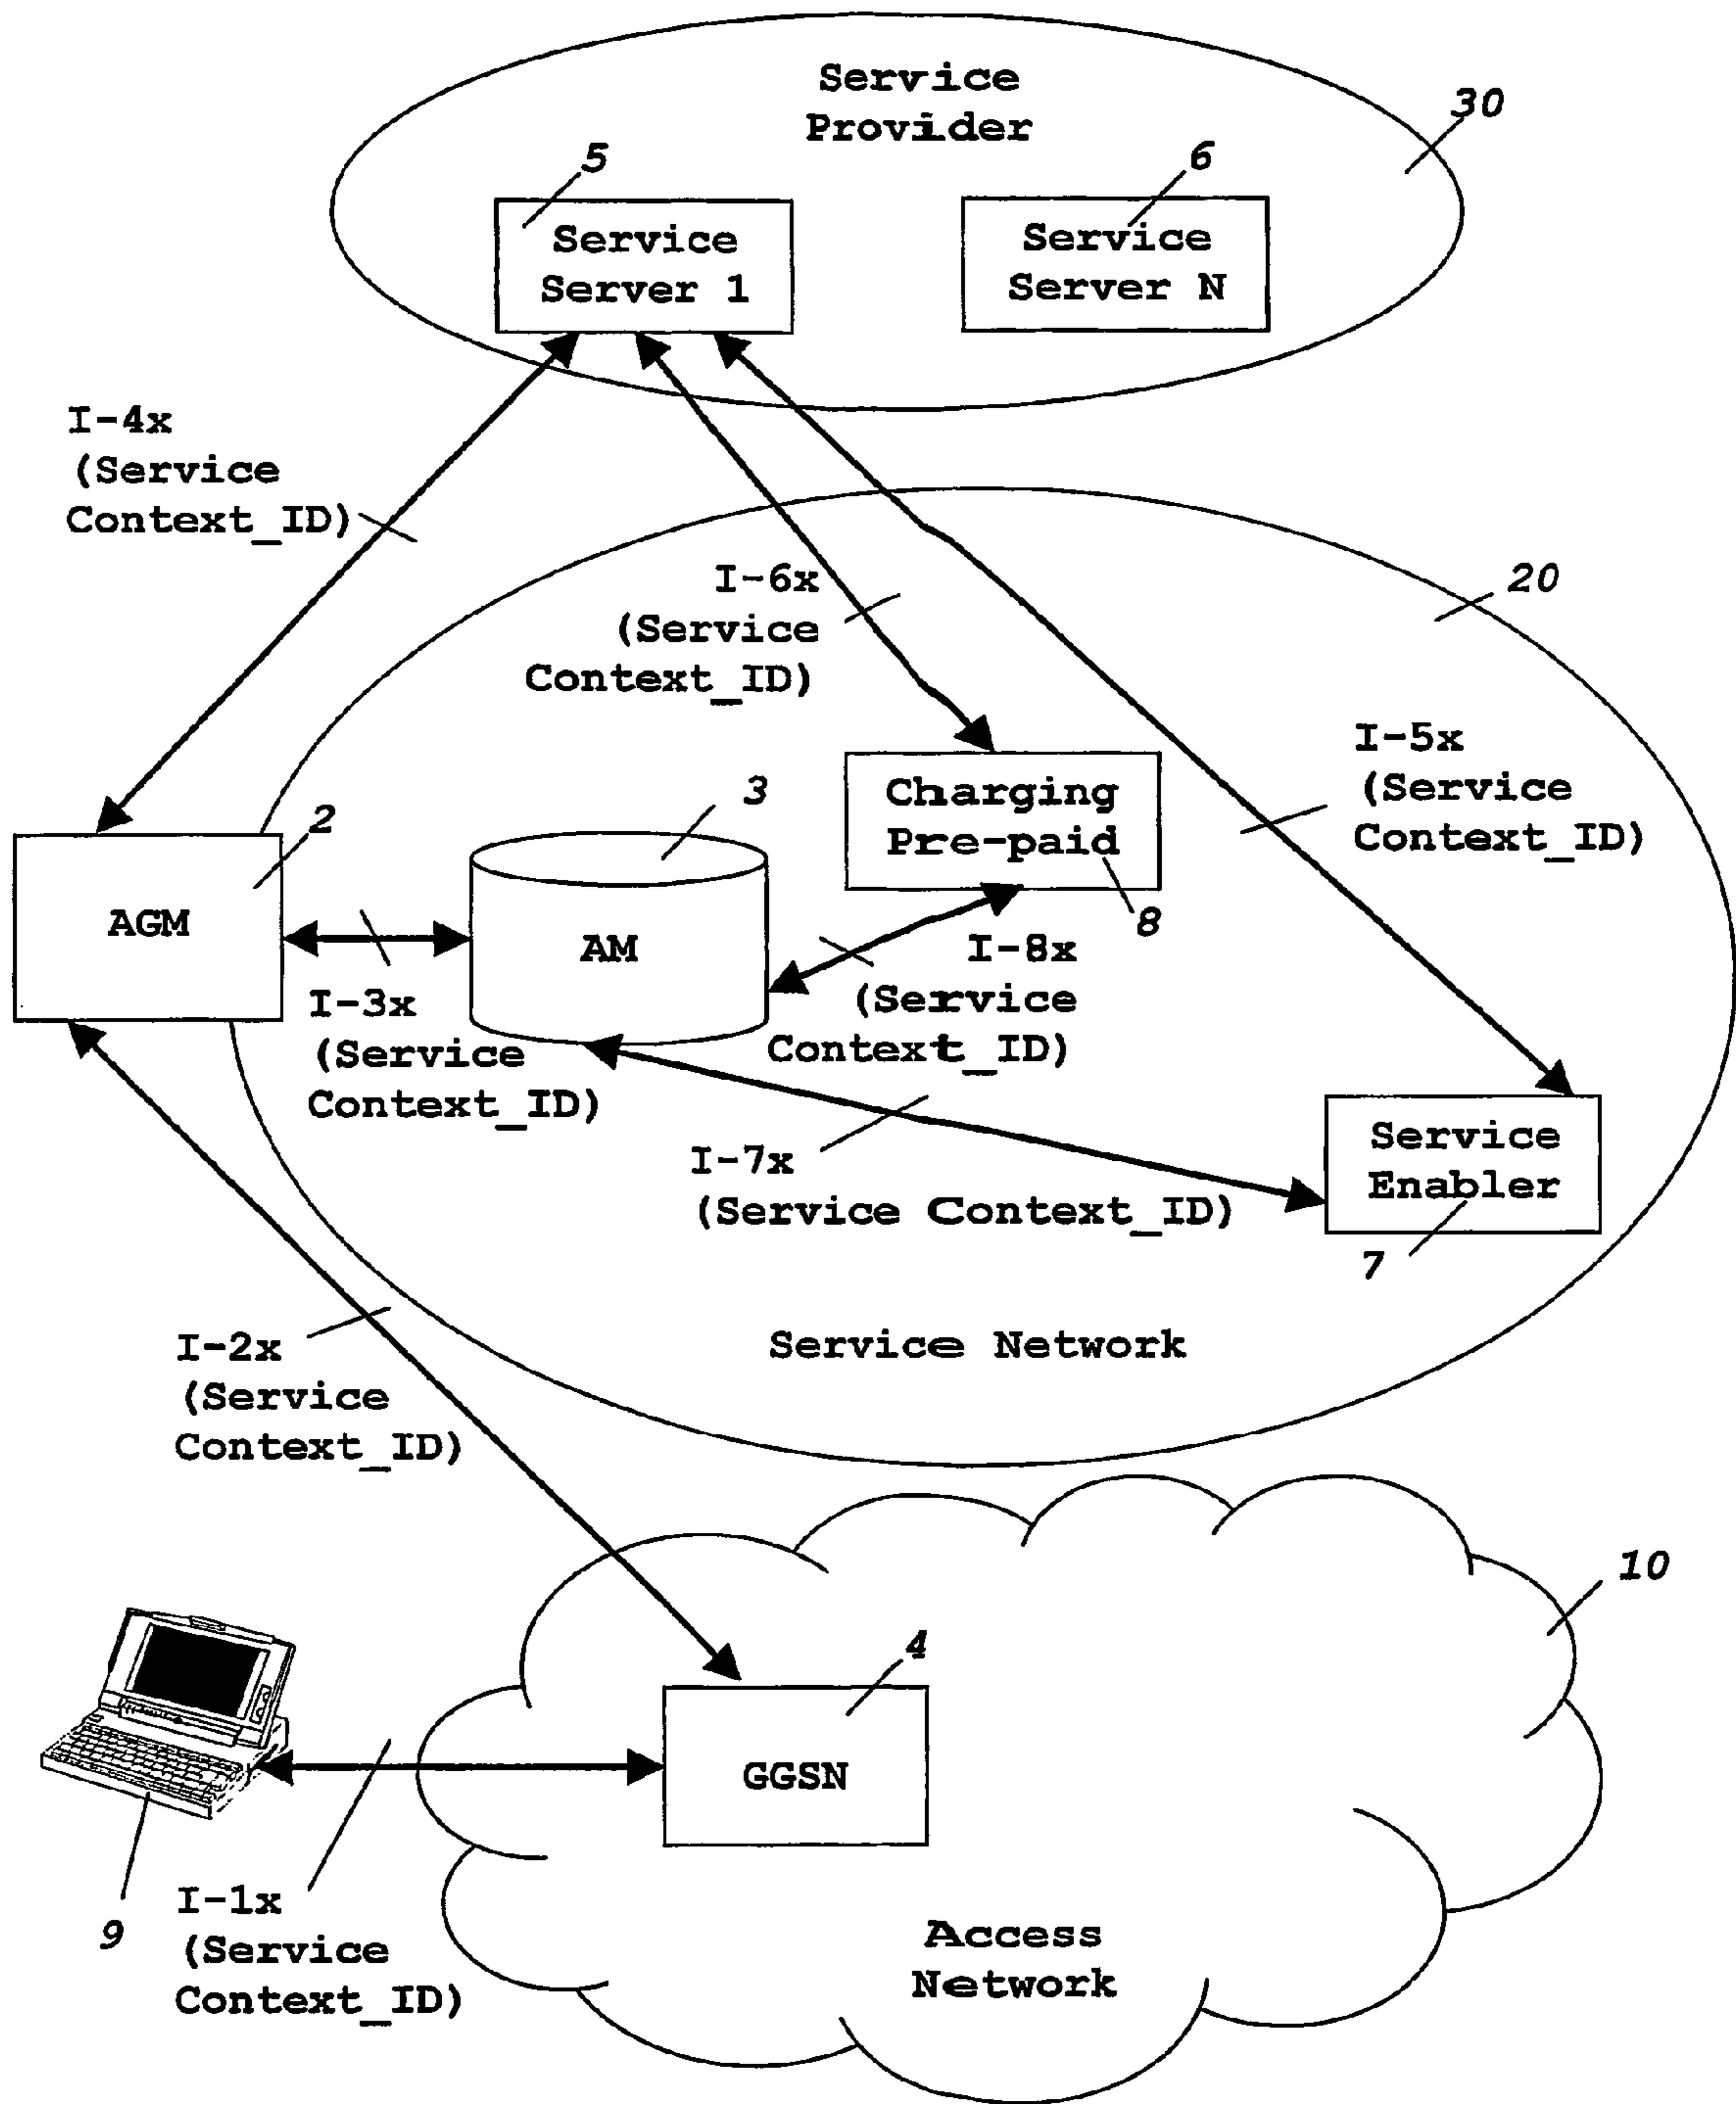 Service
Provider
30
5
6
Service
Server 1
Service
Server N
I-4x
(Service
Context_ID)
I-6x
(Service
Context_ID)
20
I-5x
(Service
Context_ID)
2
3
Charging
Pre-paid
8
AGM
AM
I-3x
(Service
Context_ID)
I-8x
(Service
Context_ID)
I-7x
(Service Context_ID)
Service
Enabler
7
Service Network
I-2x
(Service
Context_ID)
10
4
GGSN
9
I-1x
(Service
Context_ID)
Access
Network